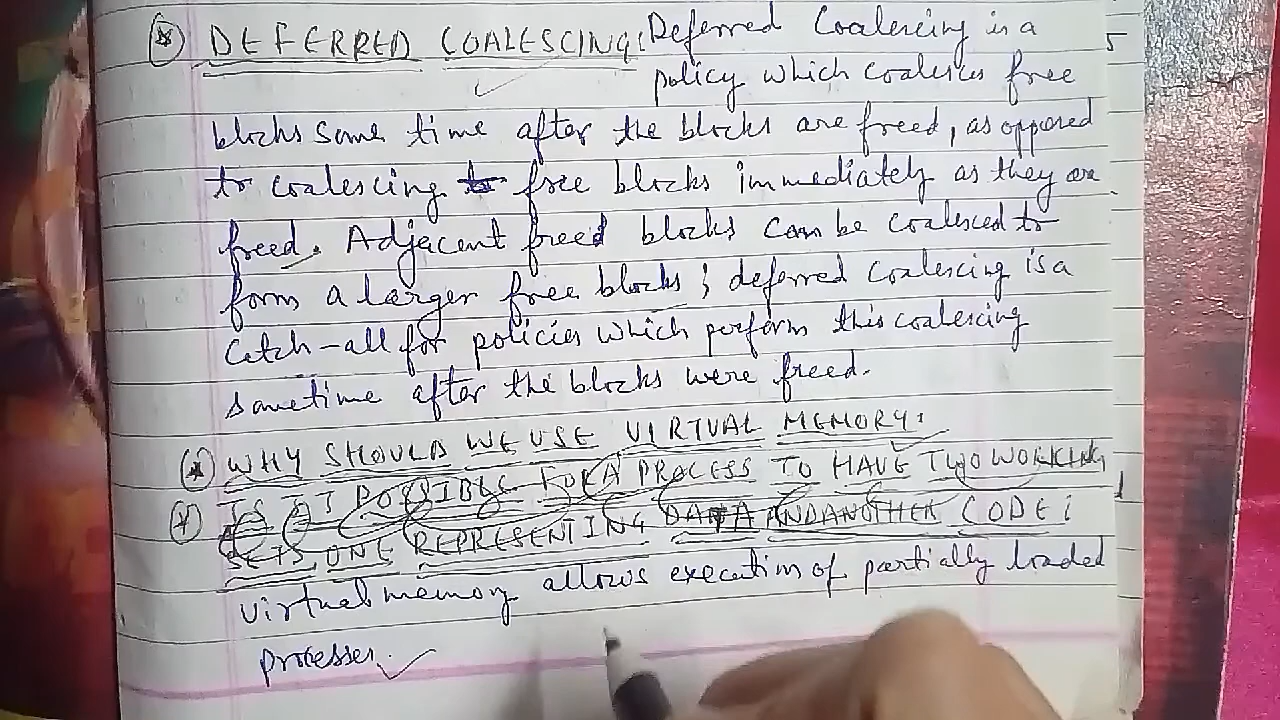 DEFERRED COALESCING: Deferred Coalescing is a
policy which coalesces free
blocks some time after the blocks are freed, as opposed
to coalescing to free blocks immediately as they are
freed. Adjacent freed blocks can be coalesced to
form a larger free blocks; deferred coalescing is a
Catch-all for policies which perform this coalescing
sometime after the blocks were freed.
WHY SHOULD WE USE VIRTUAL MEMORY:
IS IT POSSIBLE FOR A PROCESS TO HAVE TWO WORKING
SETS, ONE REPRESENTING DATA AND ANOTHER CODE:
virtual memory allows execution of partially loaded
processes.
5